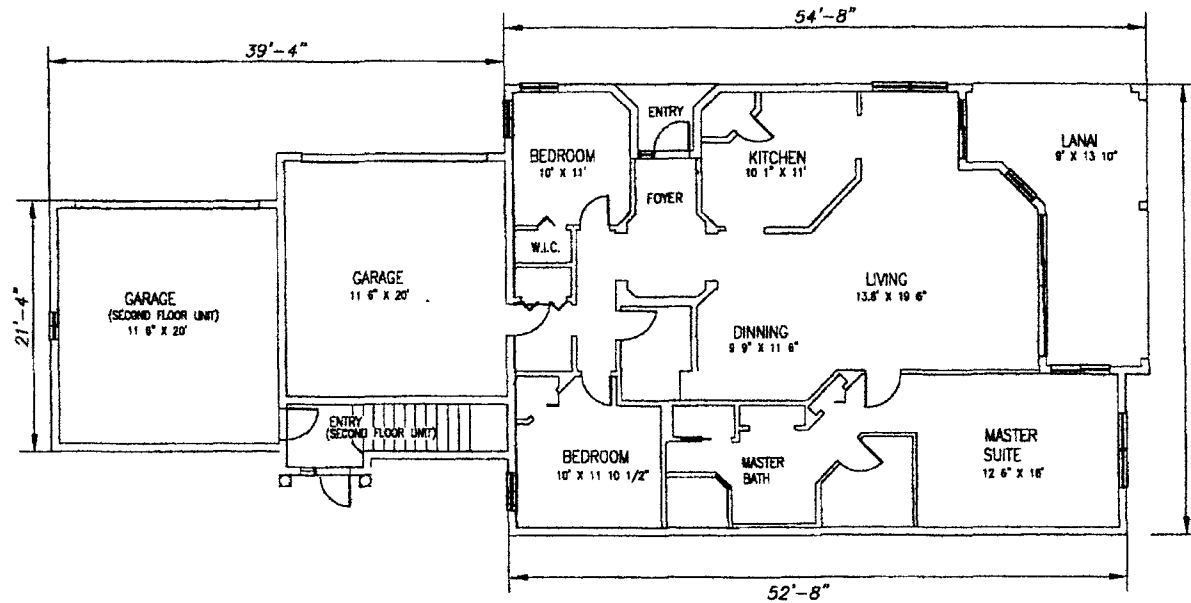 54'-8"
39'-4"
ENTRY
BEDROOM
10' X 11'
KITCHEN
10 1" X 11'
LANAI
9' X 13 10"
FOYER
W.I.C.
GARAGE
11 6" X 20'
LIVING
13.8' X 19 6"
GARAGE
(SECOND FLOOR UNIT)
11 6" X 20'
21'-4"
DINNING
9 9" X 11 6"
ENTRY
(SECOND FLOOR UNIT)
BEDROOM
10' X 11 10 1/2"
MASTER
BATH
MASTER
SUITE
12 6" X 16'
52'-8"